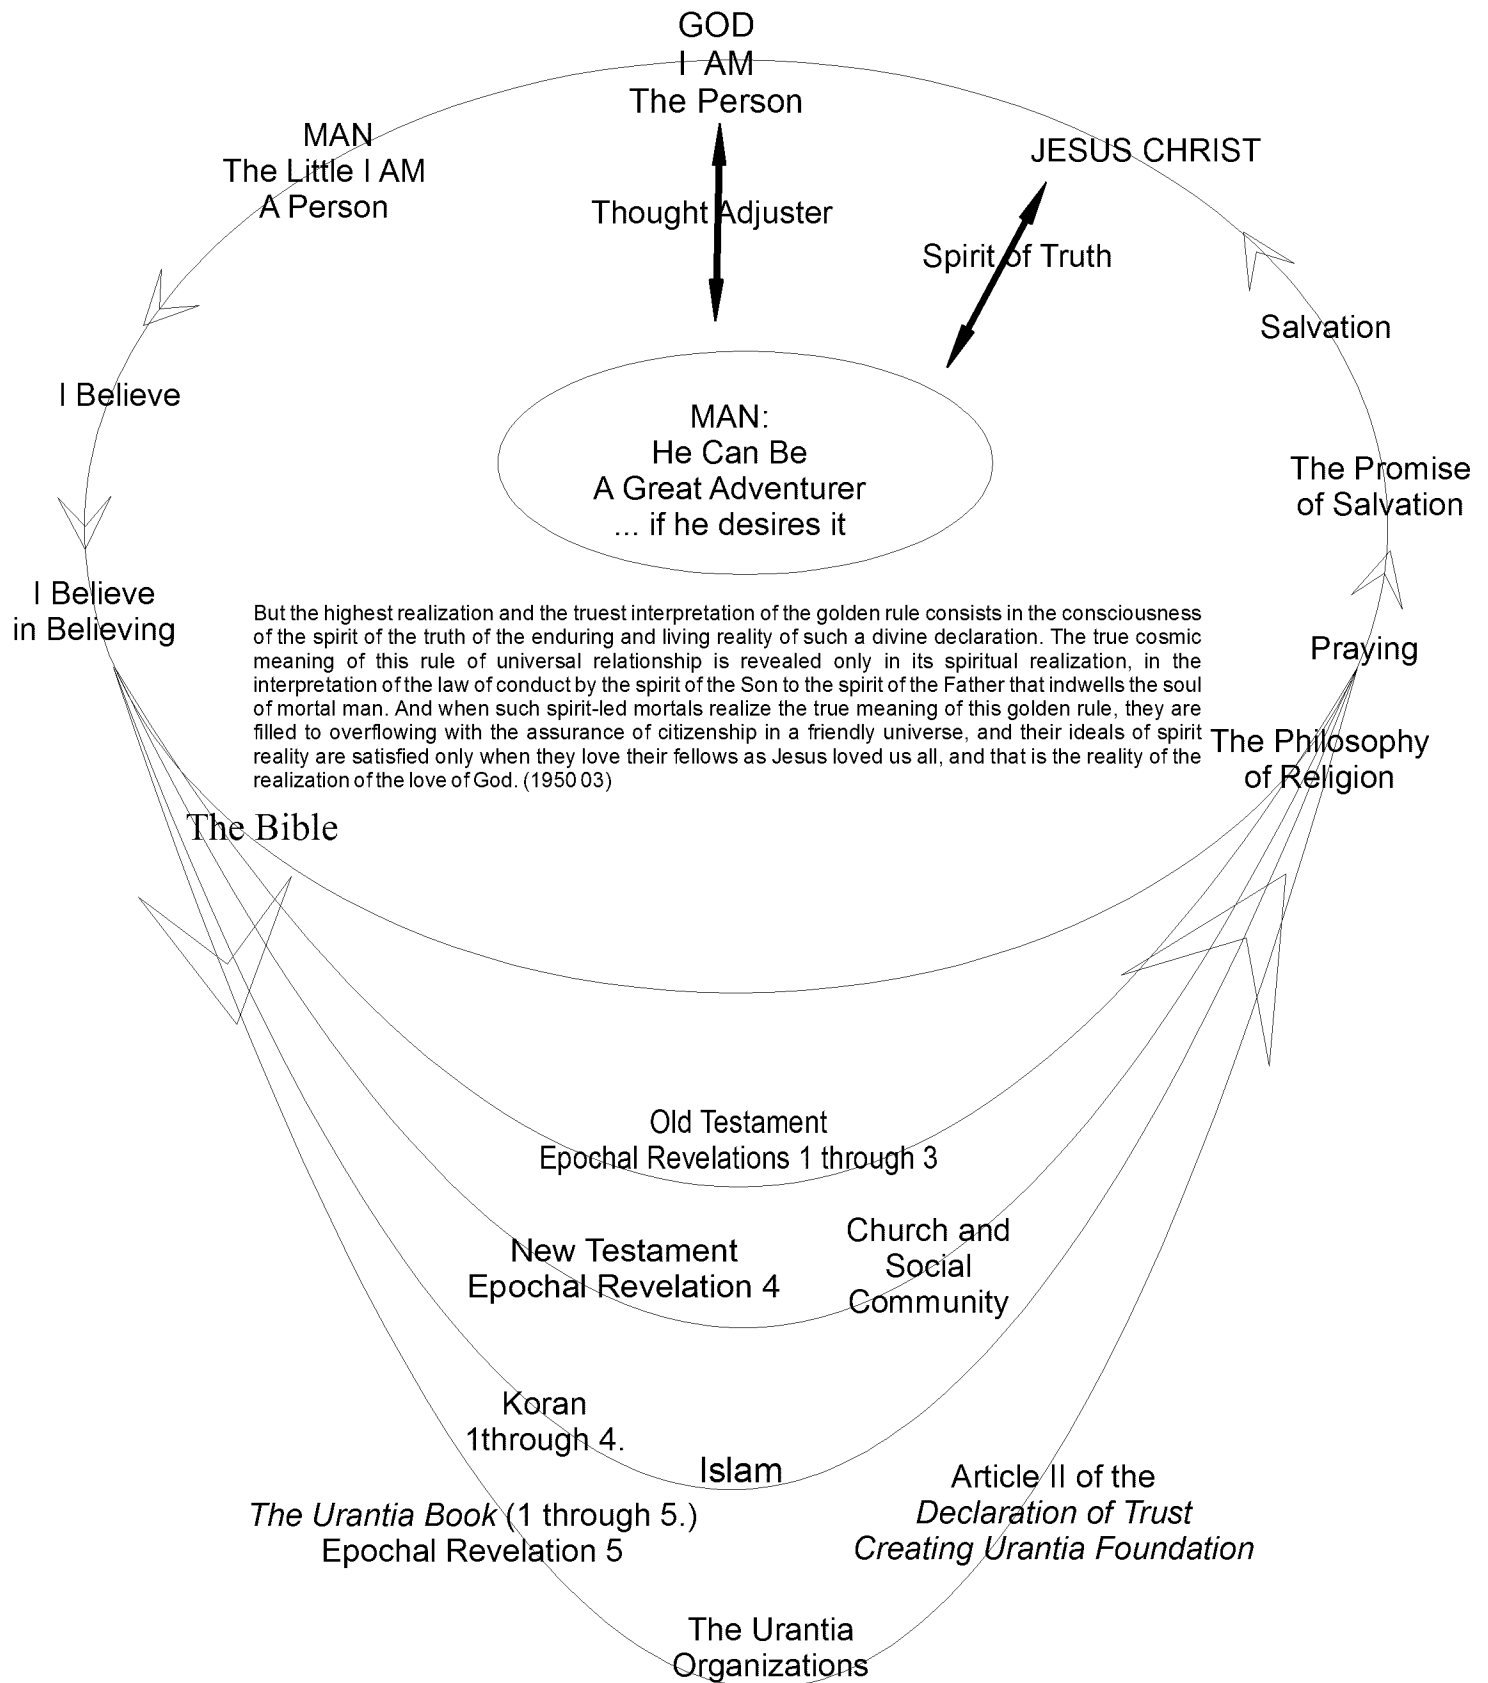 GOD
I AM
The Person
MAN
The Little I AM
A Person
JESUS CHRIST
Thought Adjuster
Spirit of Truth
Salvation
I Believe
MAN:
He Can Be
A Great Adventurer
... if he desires it
The Promise
of Salvation
I Believe
in Believing
But the highest realization and the truest interpretation of the golden rule consists in the consciousness
of the spirit of the truth of the enduring and living reality of such a divine declaration. The true cosmic
meaning of this rule of universal relationship is revealed only in its spiritual realization, in the
interpretation of the law of conduct by the spirit of the Son to the spirit of the Father that indwells the soul
of mortal man. And when such spirit-led mortals realize the true meaning of this golden rule, they are
filled to overflowing with the assurance of citizenship in a friendly universe, and their ideals of spirit
reality are satisfied only when they love their fellows as Jesus loved us all, and that is the reality of the
realization of the love of God. (1950 03)
Praying
The Philosophy
of Religion
The Bible
Old Testament
Epochal Revelations 1 through 3
New Testament
Epochal Revelation 4
Church and
Social
Community
Koran
1through 4.
Islam
The Urantia Book (1 through 5.)
Epochal Revelation 5
Article II of the
Declaration of Trust
Creating Urantia Foundation
The Urantia
Organizations